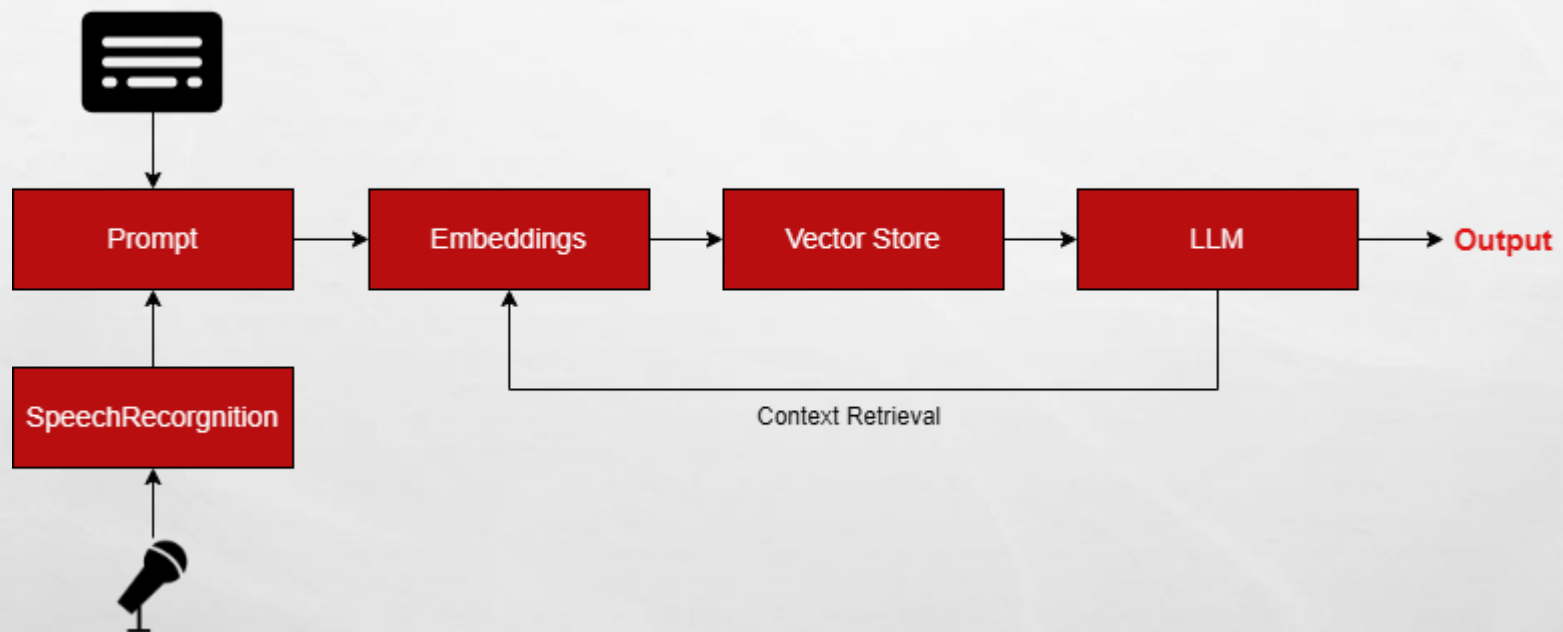 Prompt
Embeddings
Vector Store
LLM
Output
SpeechRecorgnition
Context Retrieval